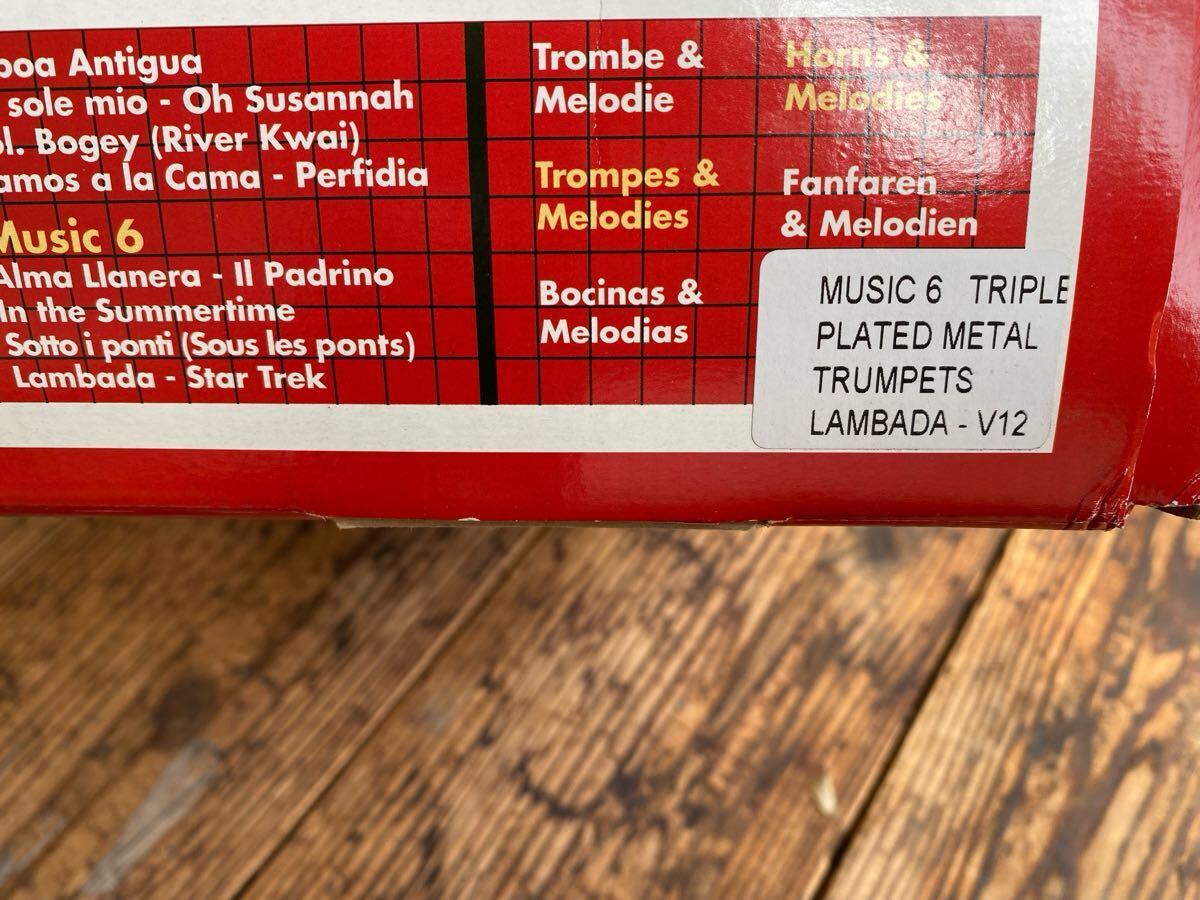 Antigua
sole mio - Oh Susannah
Bogey (River Kwai)
a la Cama - Perfidia
Music 6
Alma Llanera - Il Padrino
In the Summertime
Sotto i ponti (Sous les ponts)
Lambada - Star Trek
Trombe &
Melodie
Horns &
Melodies
Trompes &
Melodies
Fanfaren
& Melodien
Bocinas &
Melodias
MUSIC 6 TRIPLE
PLATED METAL
TRUMPETS
LAMBADA - V12